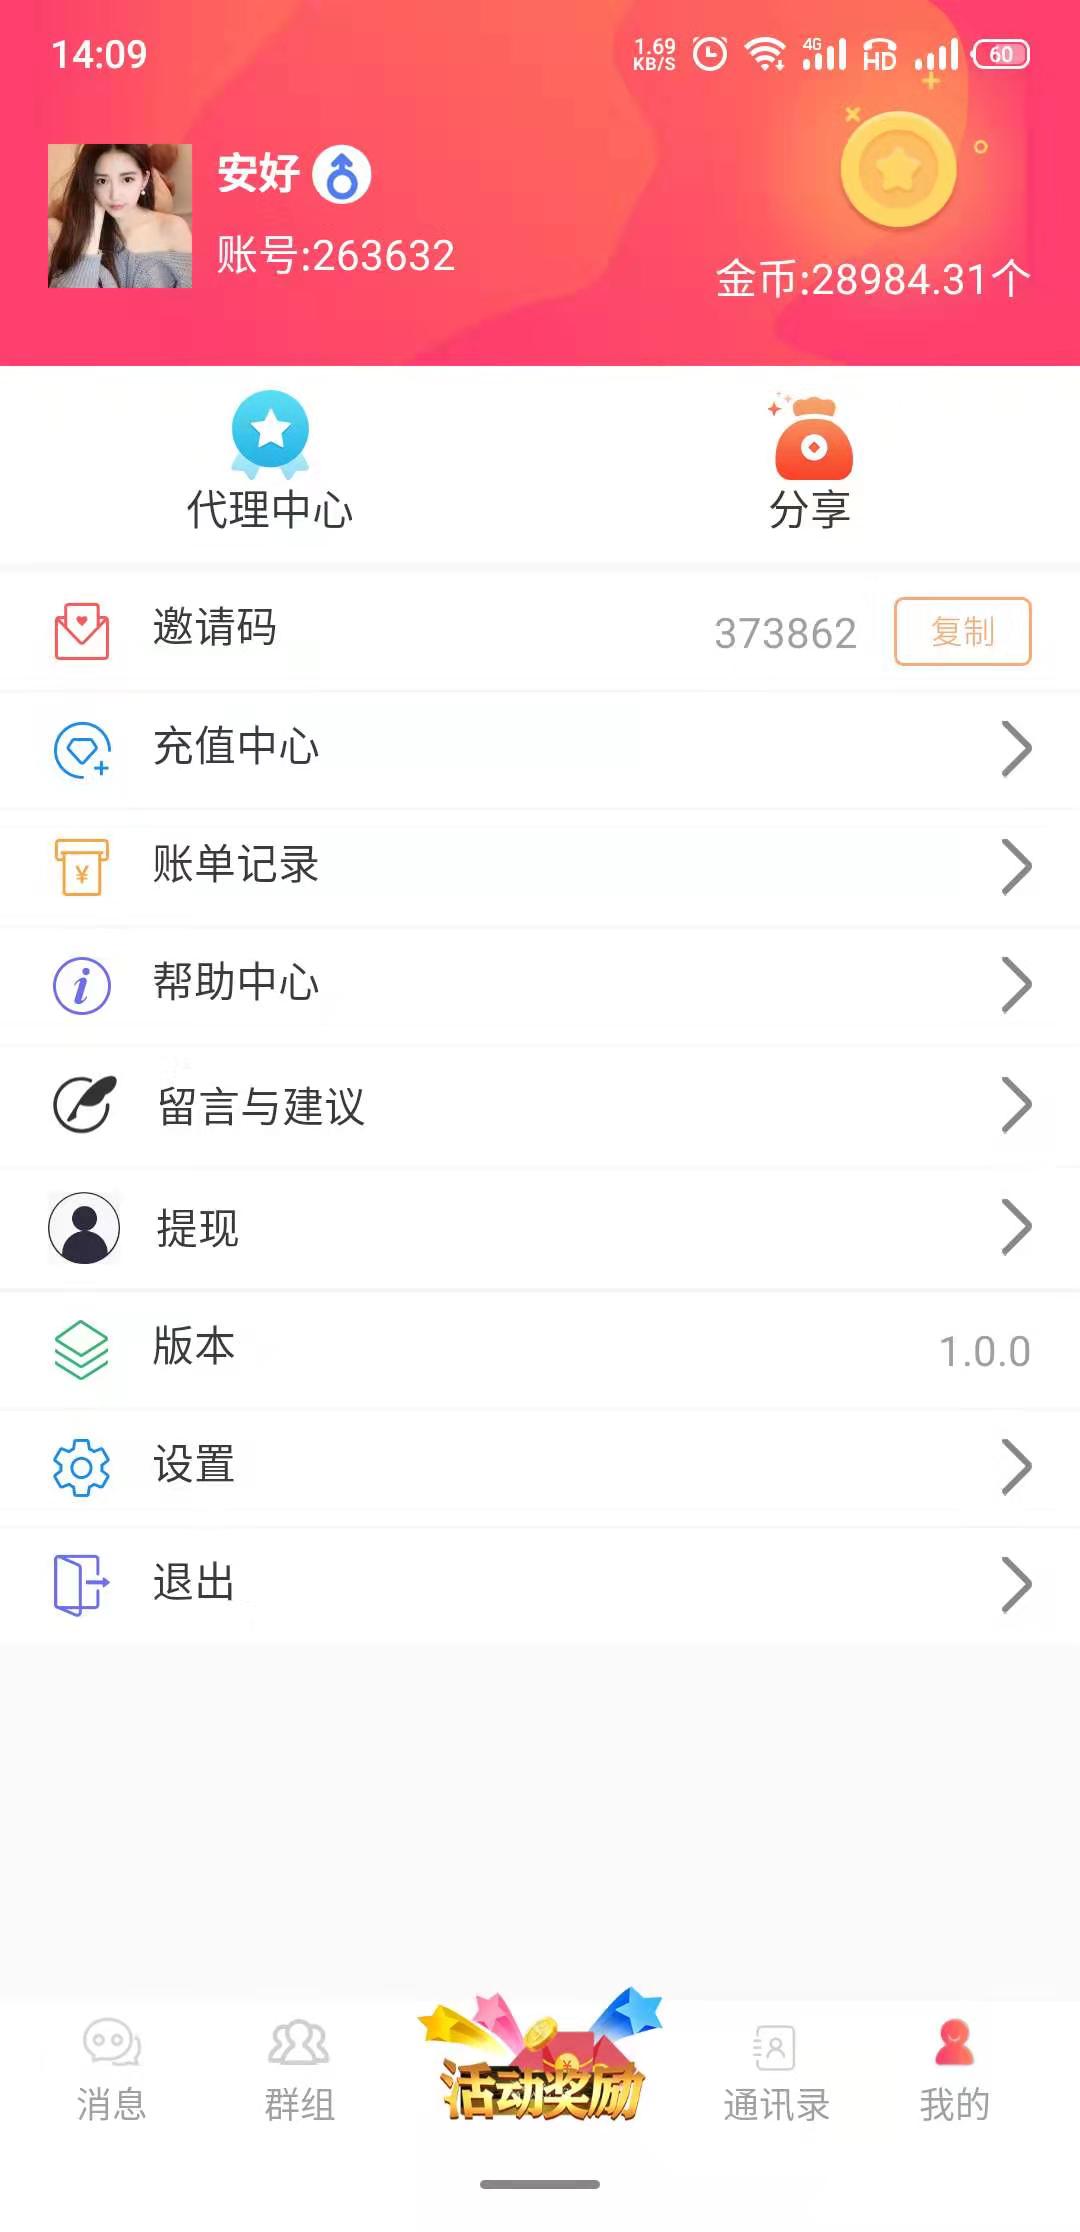 14:09
1.69
KB/S
4G
HD
60
安好
账号:263632
金币:28984.31个
代理中心
分享
邀请码
373862
复制
充值中心
账单记录
帮助中心
留言与建议
提现
版本
1.0.0
设置
退出
消息
群组
活动奖励
通讯录
我的